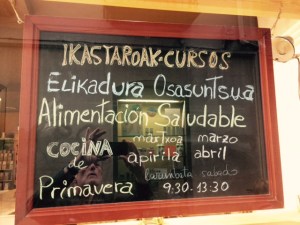 IKASTAROAK-CURSOS
ELIKADURA OSASUNTSUA
ALIMENTACIÓN SALUDABLE
COCINA martxoa marzo
de apirila abril
PRIMAVERA larunbata sabado
9:30-13:30